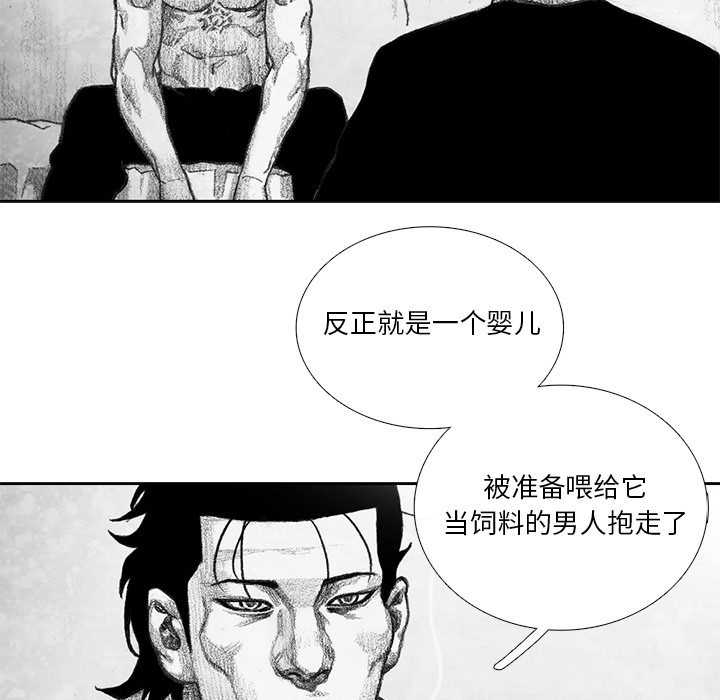 反正就是一个婴儿
被准备喂给它
当饲料的男人抱走了